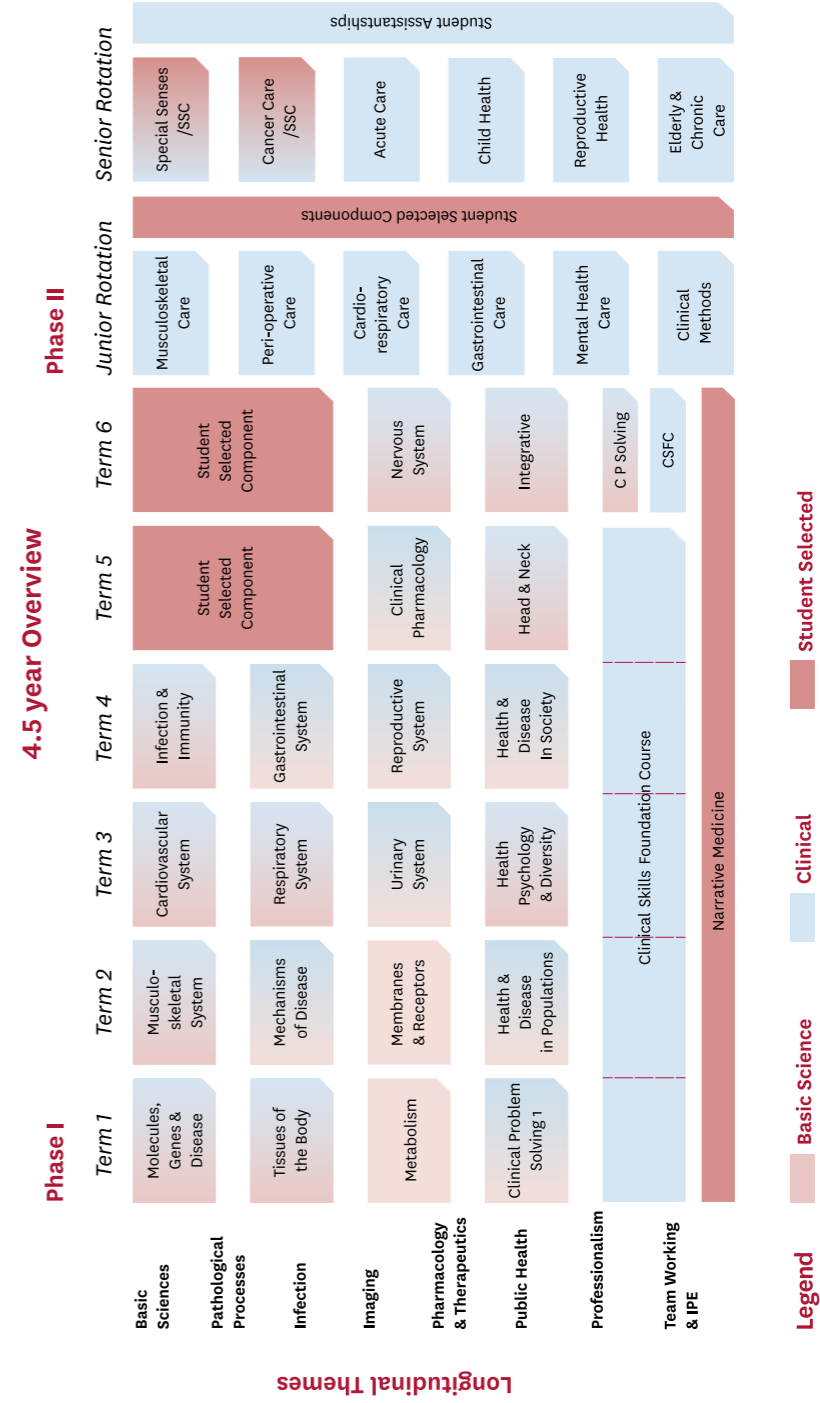 4.5 year Overview
Phase I
Phase II
Term 1
Term 2
Term 3
Term 4
Term 5
Term 6
Junior Rotation
Senior Rotation
Longitudinal Themes
Basic
Sciences
Pathological
Processes
Infection
Imaging
Pharmacology
& Therapeutics
Public Health
Professionalism
Team Working
& IPE
Molecules,
Genes &
Disease
Tissues of
the Body
Metabolism
Clinical Problem
Solving 1
Musculo-
skeletal
System
Mechanisms
of Disease
Membranes
& Receptors
Health &
Disease
in Populations
Cardiovascular
System
Respiratory
System
Urinary
System
Health
Psychology
& Diversity
Infection &
Immunity
Gastrointestinal
System
Reproductive
System
Health &
Disease
In Society
Student
Selected
Component
Clinical
Pharmacology
Head & Neck
Student
Selected
Component
Nervous
System
Integrative
C P Solving
CSFC
Clinical Skills Foundation Course
Narrative Medicine
Musculoskeletal
Care
Peri-operative
Care
Cardio-
respiratory
Care
Gastrointestinal
Care
Mental Health
Care
Clinical
Methods
Student Selected Components
Special Senses
/SSC
Cancer Care
/SSC
Acute Care
Child Health
Reproductive
Health
Elderly &
Chronic
Care
Student Assistantships
Legend
Basic Science
Clinical
Student Selected